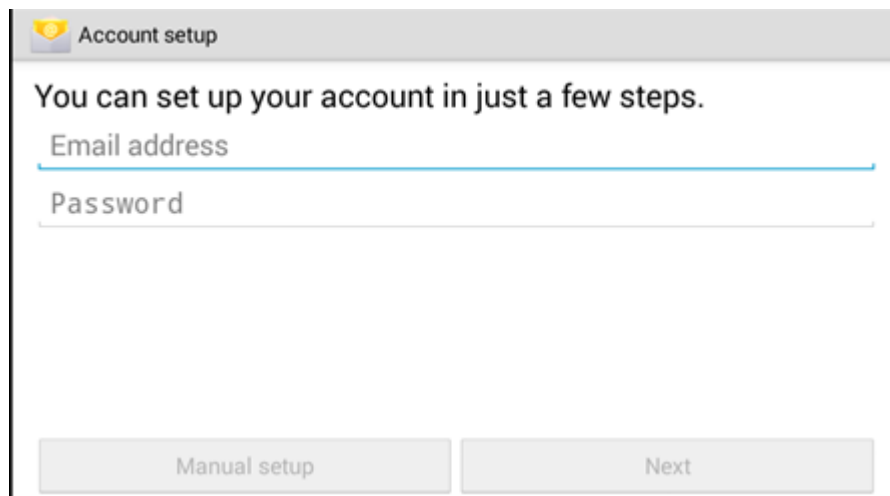 Account setup
You can set up your account in just a few steps.
Email address
Password
Manual setup
Next